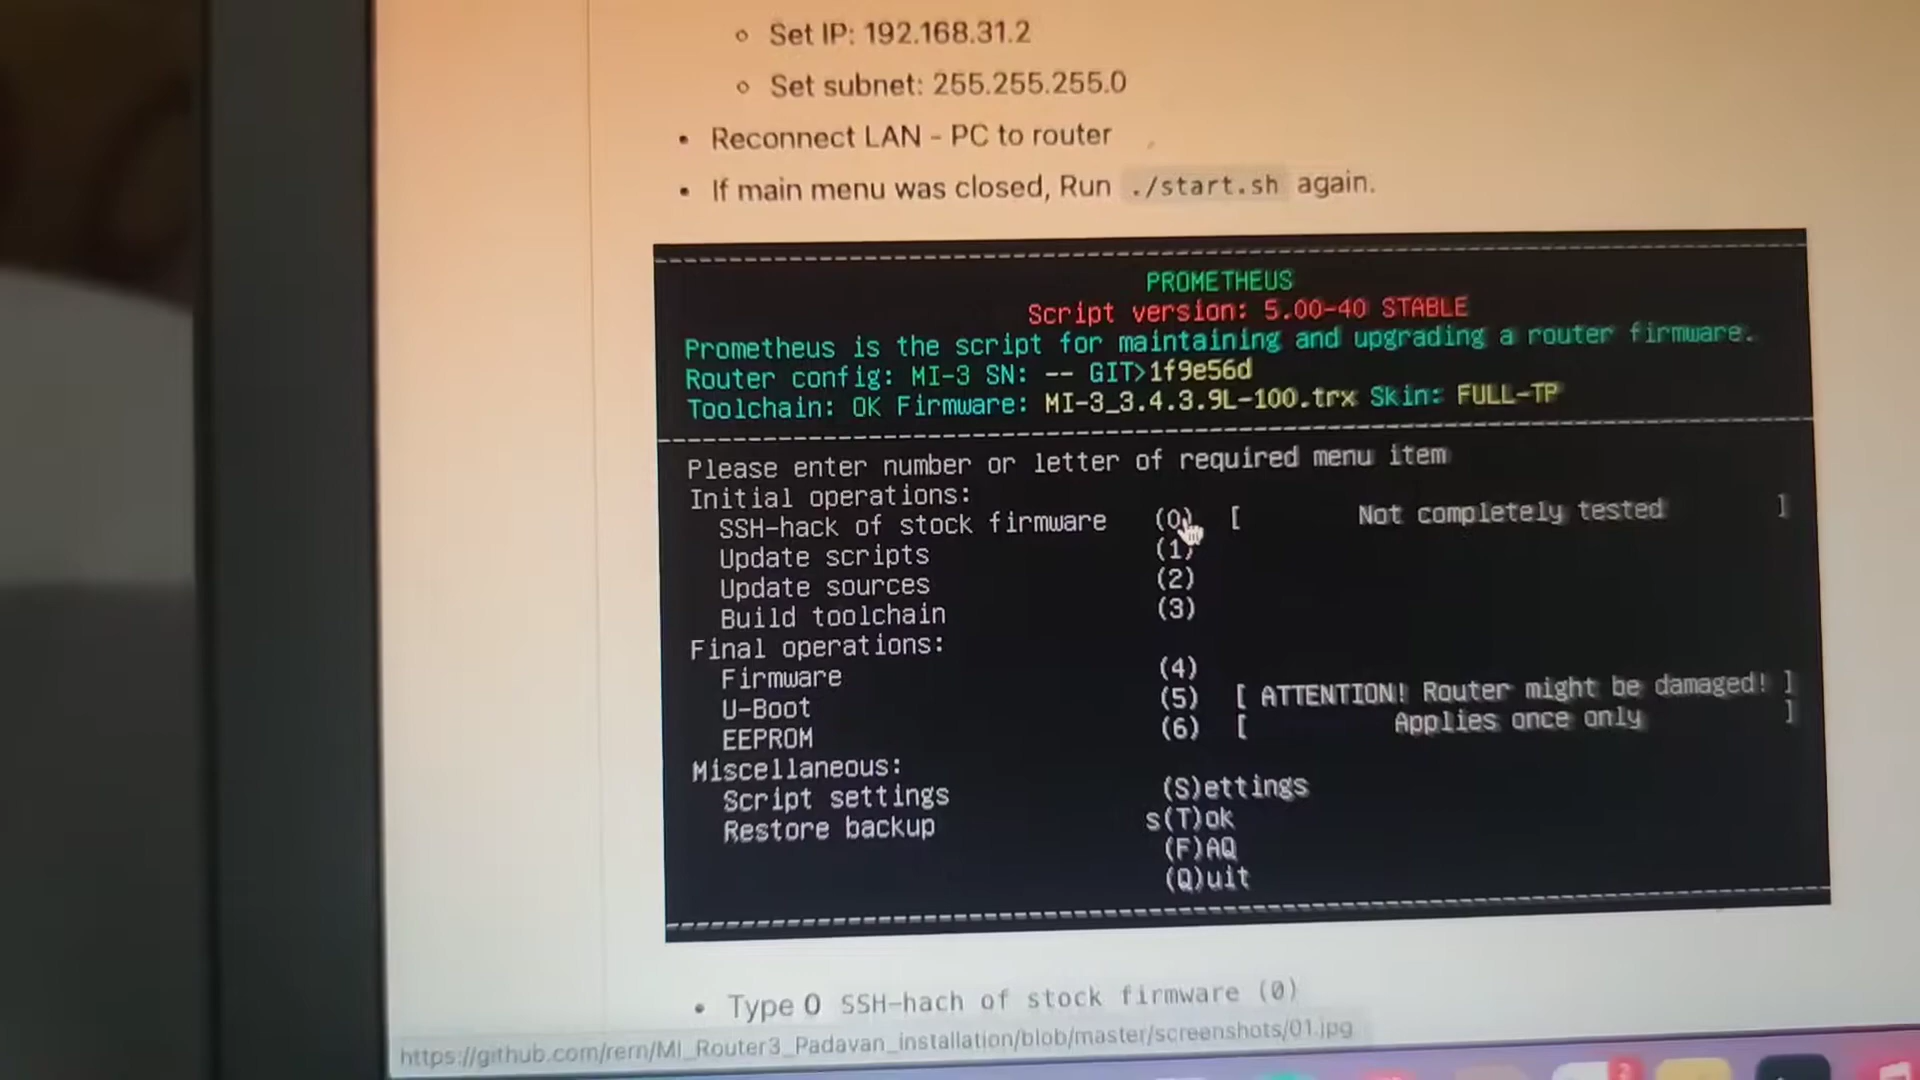 Set IP: 192.168.31.2
Set subnet: 255.255.255.0
Reconnect LAN - PC to router
If main menu was closed, Run ./start.sh again.
PROMETHEUS
Script version: 5.00-40 STABLE
Prometheus is the script for maintaining and upgrading a router firmware.
Router config: MI-3 SN: -- GIT>1f9e56d
Toolchain: OK Firmware: MI-3_3.4.3.9L-100.trx Skin: FULL-TP
Please enter number or letter of required menu item
Initial operations:
SSH-hack of stock firmware (0) [ Not completely tested ]
Update scripts (1)
Update sources (2)
Build toolchain (3)
Final operations:
Firmware (4)
U-Boot (5) [ ATTENTION! Router might be damaged! ]
EEPROM (6) [ Applies once only ]
Miscellaneous:
Script settings (S)ettings
Restore backup s(T)ok
(F)AQ
(Q)uit
Type 0 SSH-hach of stock firmware (0)
https://github.com/rern/MI_Router3_Padavan_installation/blob/master/screenshots/01.jpg
2